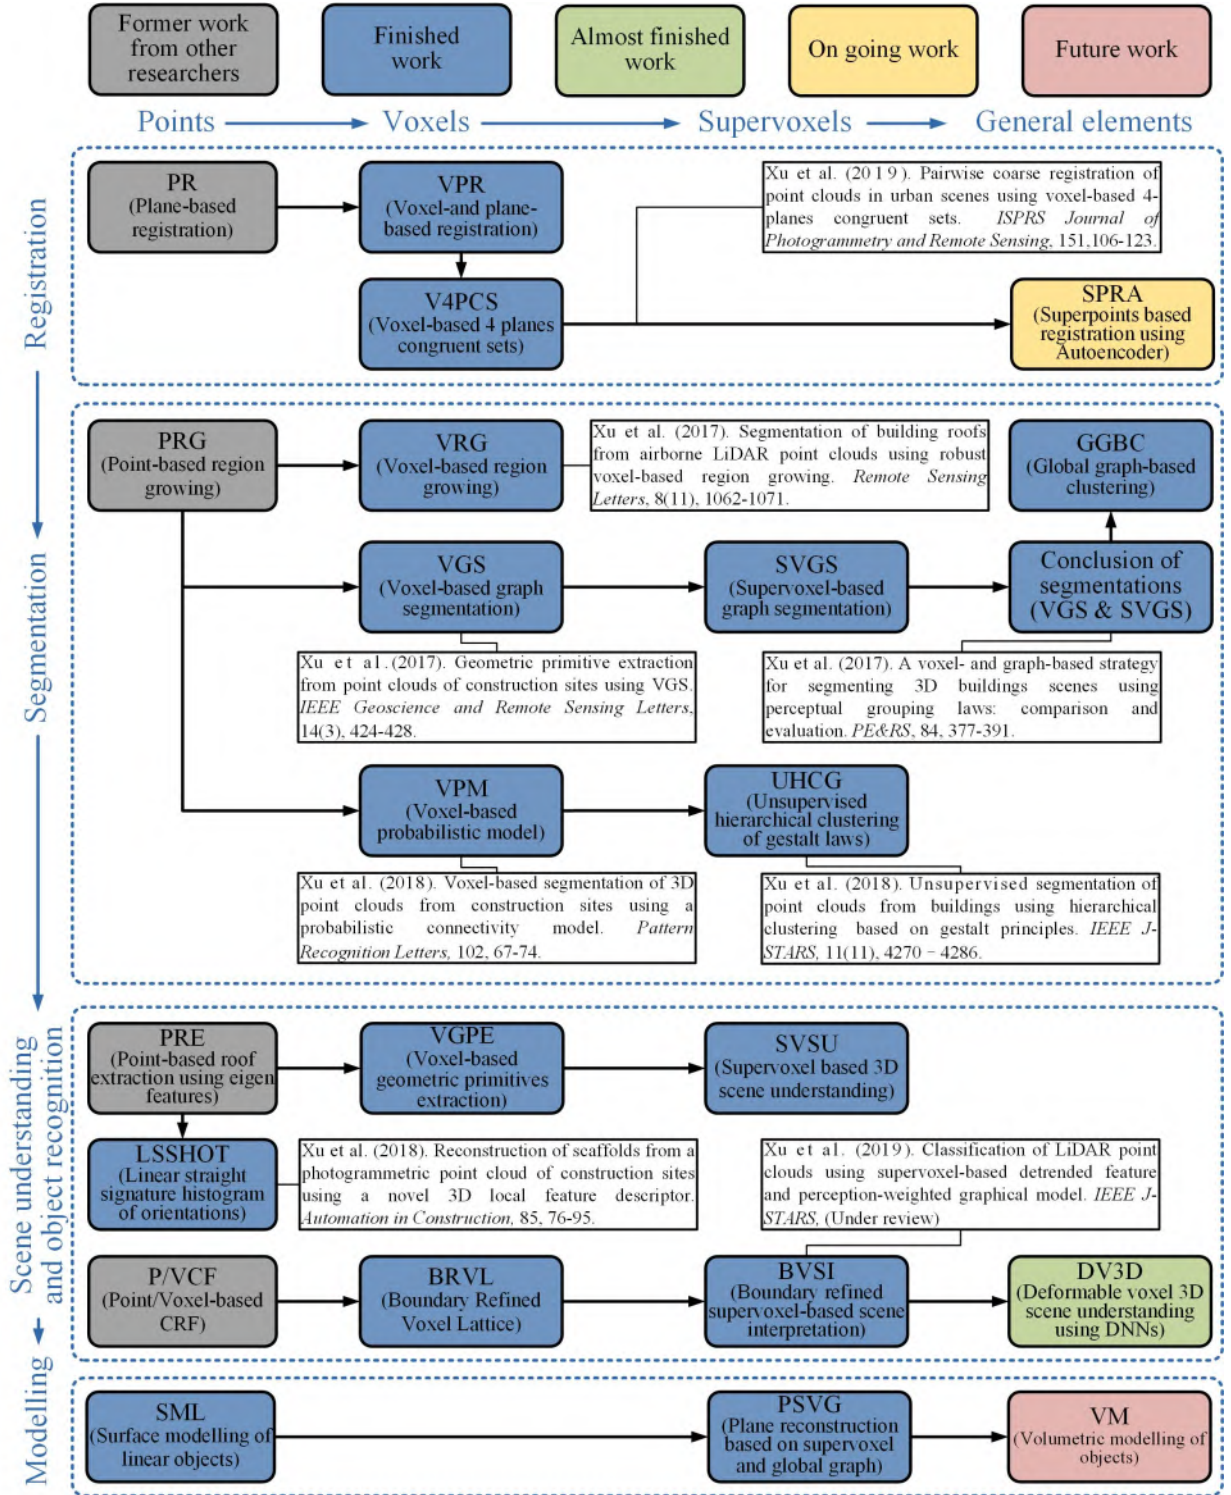 Former work
from other
researchers
Finished
work
Almost finished
work
On going work
Future work
Points
Voxels
Supervoxels
General elements
Registration
PR
(Plane-based
registration)
VPR
(Voxel-and plane-
based registration)
Xu et al. (2019). Pairwise coarse registration of
point clouds in urban scenes using voxel-based 4-
planes congruent sets. ISPRS Journal of
Photogrammetry and Remote Sensing, 151,106-123.
V4PCS
(Voxel-based 4 planes
congruent sets)
SPRA
(Superpoints based
registration using
Autoencoder)
Segmentation
PRG
(Point-based region
growing)
VRG
(Voxel-based region
growing)
Xu et al. (2017). Segmentation of building roofs
from airborne LiDAR point clouds using robust
voxel-based region growing. Remote Sensing
Letters, 8(11), 1062-1071.
GGBC
(Global graph-based
clustering)
VGS
(Voxel-based graph
segmentation)
SVGS
(Supervoxel-based
graph segmentation)
Conclusion of
segmentations
(VGS & SVGS)
Xu et al.(2017). Geometric primitive extraction
from point clouds of construction sites using VGS.
IEEE Geoscience and Remote Sensing Letters,
14(3), 424-428.
Xu et al. (2017). A voxel- and graph-based strategy
for segmenting 3D buildings scenes using
perceptual grouping laws: comparison and
evaluation. PE&RS, 84, 377-391.
VPM
(Voxel-based
probabilistic model)
UHCG
(Unsupervised
hierarchical clustering
of gestalt laws)
Xu et al. (2018). Voxel-based segmentation of 3D
point clouds from construction sites using a
probabilistic connectivity model. Pattern
Recognition Letters, 102, 67-74.
Xu et al. (2018). Unsupervised segmentation of
point clouds from buildings using hierarchical
clustering based on gestalt principles. IEEE J-
STARS, 11(11), 4270 – 4286.
Scene understanding
and object recognition
PRE
(Point-based roof
extraction using eigen
features)
VGPE
(Voxel-based
geometric primitives
extraction)
SVSU
(Supervoxel based 3D
scene understanding)
LSSHOT
(Linear straight
signature histogram
of orientations)
Xu et al. (2018). Reconstruction of scaffolds from a
photogrammetric point cloud of construction sites
using a novel 3D local feature descriptor.
Automation in Construction, 85, 76-95.
Xu et al. (2019). Classification of LiDAR point
clouds using supervoxel-based detrended feature
and perception-weighted graphical model. IEEE J-
STARS, (Under review)
P/VCF
(Point/Voxel-based
CRF)
BRVL
(Boundary Refined
Voxel Lattice)
BVSI
(Boundary refined
supervoxel-based scene
interpretation)
DV3D
(Deformable voxel 3D
scene understanding
using DNNs)
Modelling
SML
(Surface modelling of
linear objects)
PSVG
(Plane reconstruction
based on supervoxel
and global graph)
VM
(Volumetric modelling of
objects)